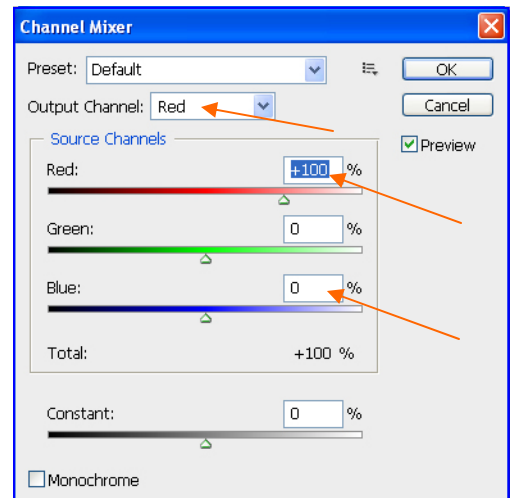 Channel Mixer
Preset: Default OK
Output Channel: Red Cancel
Source Channels Preview
Red: +100 %
Green: 0 %
Blue: 0 %
Total: +100 %
Constant: 0 %
Monochrome